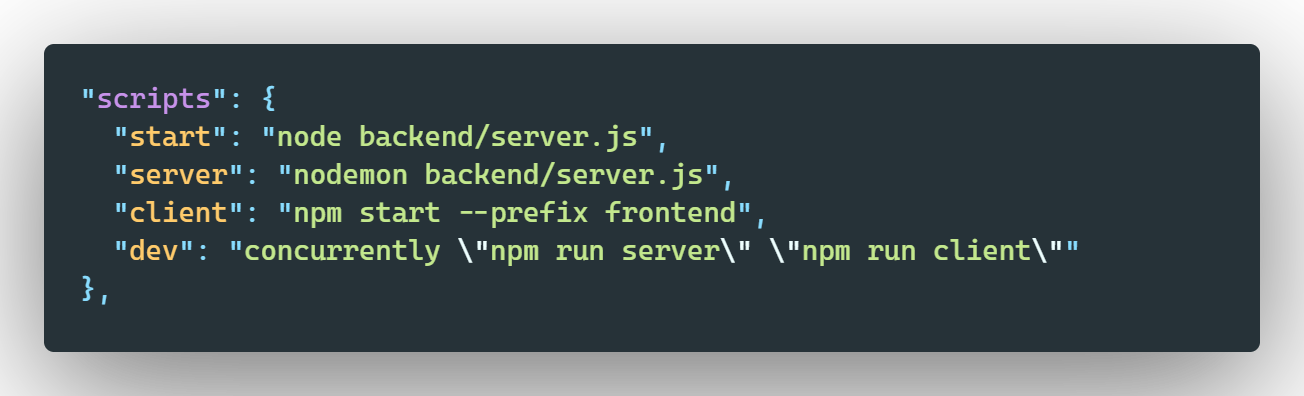 "scripts": {
  "start": "node backend/server.js",
  "server": "nodemon backend/server.js",
  "client": "npm start --prefix frontend",
  "dev": "concurrently \"npm run server\" \"npm run client\""
},